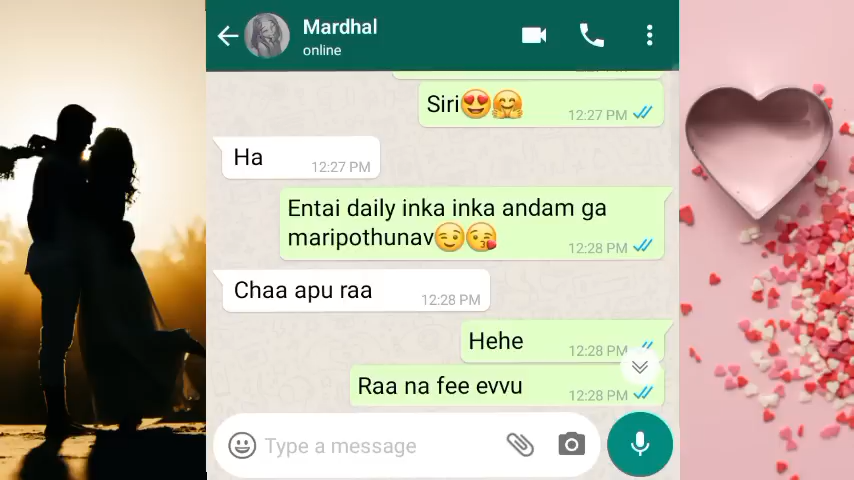 Mardhal
online
Siri😍🤗
12:27 PM
Ha
12:27 PM
Entai daily inka inka andam ga
maripothunav😉😘
12:28 PM
Chaa apu raa
12:28 PM
Hehe
12:28 PM
Raa na fee evvu
12:28 PM
Type a message